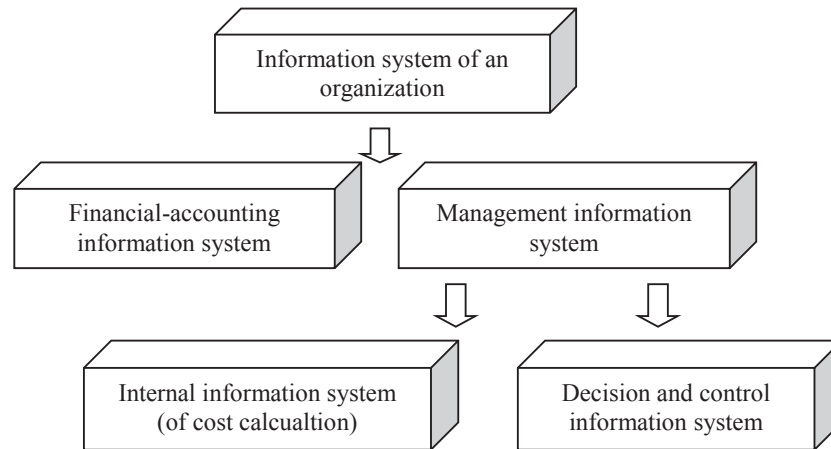 Information system of an
organization
Financial-accounting
information system
Management information
system
Internal information system
(of cost calcualtion)
Decision and control
information system